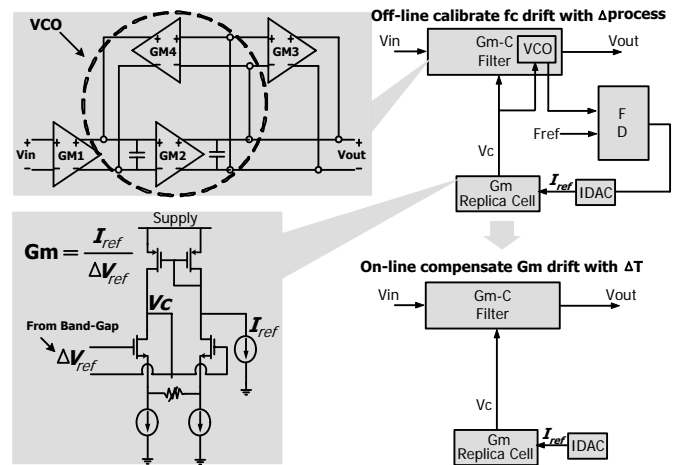 VCO
GM4
GM3
+ Vin -
GM1
GM2
+ Vout -
Off-line calibrate fc drift with Δprocess
Vin
Gm-C Filter
VCO
Vout
F D
Fref
Vc
Gm Replica Cell
Iref
IDAC
Supply
Gm = Iref / ΔVref
Vc
From Band-Gap
ΔVref
Iref
On-line compensate Gm drift with ΔT
Vin
Gm-C Filter
Vout
Vc
Gm Replica Cell
Iref
IDAC